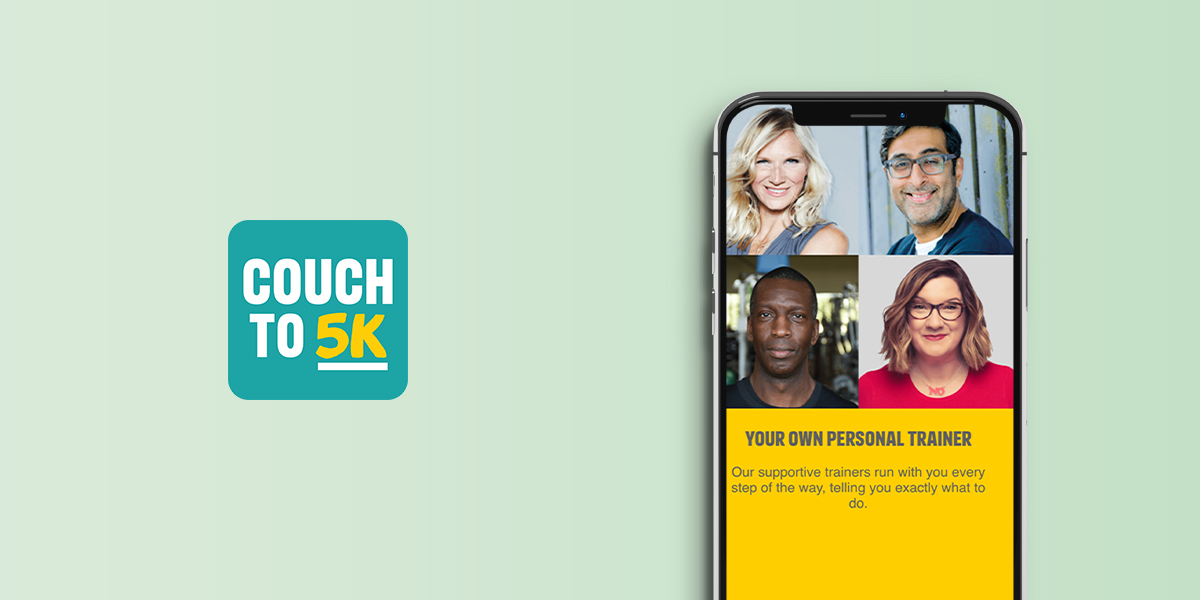 COUCH
TO 5K
NO
YOUR OWN PERSONAL TRAINER
Our supportive trainers run with you every
step of the way, telling you exactly what to
do.